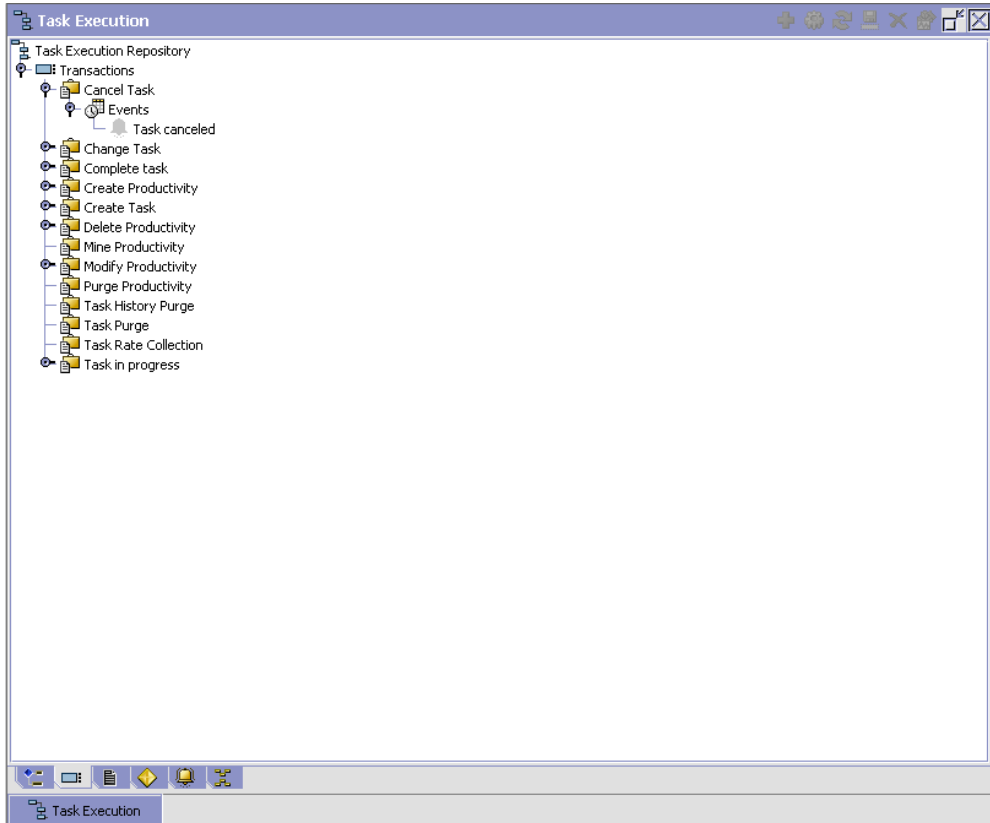 Task Execution
Task Execution Repository
Transactions
Cancel Task
Events
Task canceled
Change Task
Complete task
Create Productivity
Create Task
Delete Productivity
Mine Productivity
Modify Productivity
Purge Productivity
Task History Purge
Task Purge
Task Rate Collection
Task in progress
Task Execution